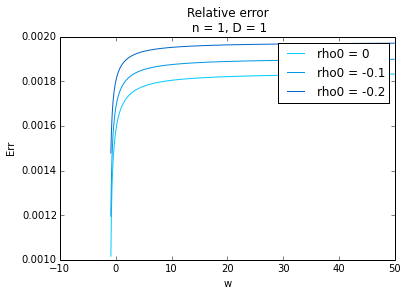 Relative error
n = 1, D = 1
0.0020
0.0018
0.0016
0.0014
0.0012
0.0010
Err
rho0 = 0
rho0 = -0.1
rho0 = -0.2
−10
0
10
20
30
40
50
w